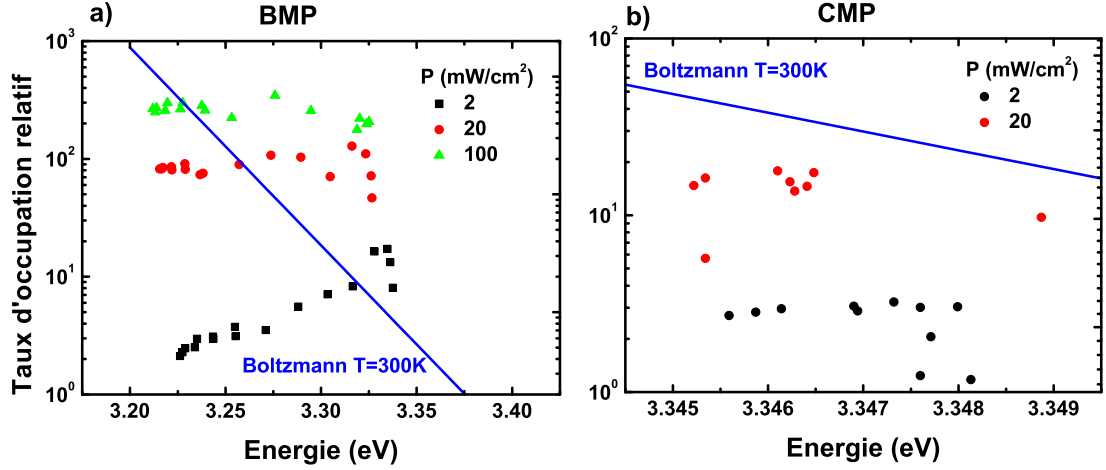 a) BMP
Taux d'occupation relatif
10³
10²
10¹
10⁰
P (mW/cm²)
2
20
100
Boltzmann T=300K
3.20 3.25 3.30 3.35 3.40
Energie (eV)
b) CMP
10²
10¹
10⁰
Boltzmann T=300K
P (mW/cm²)
2
20
3.345 3.346 3.347 3.348 3.349
Energie (eV)